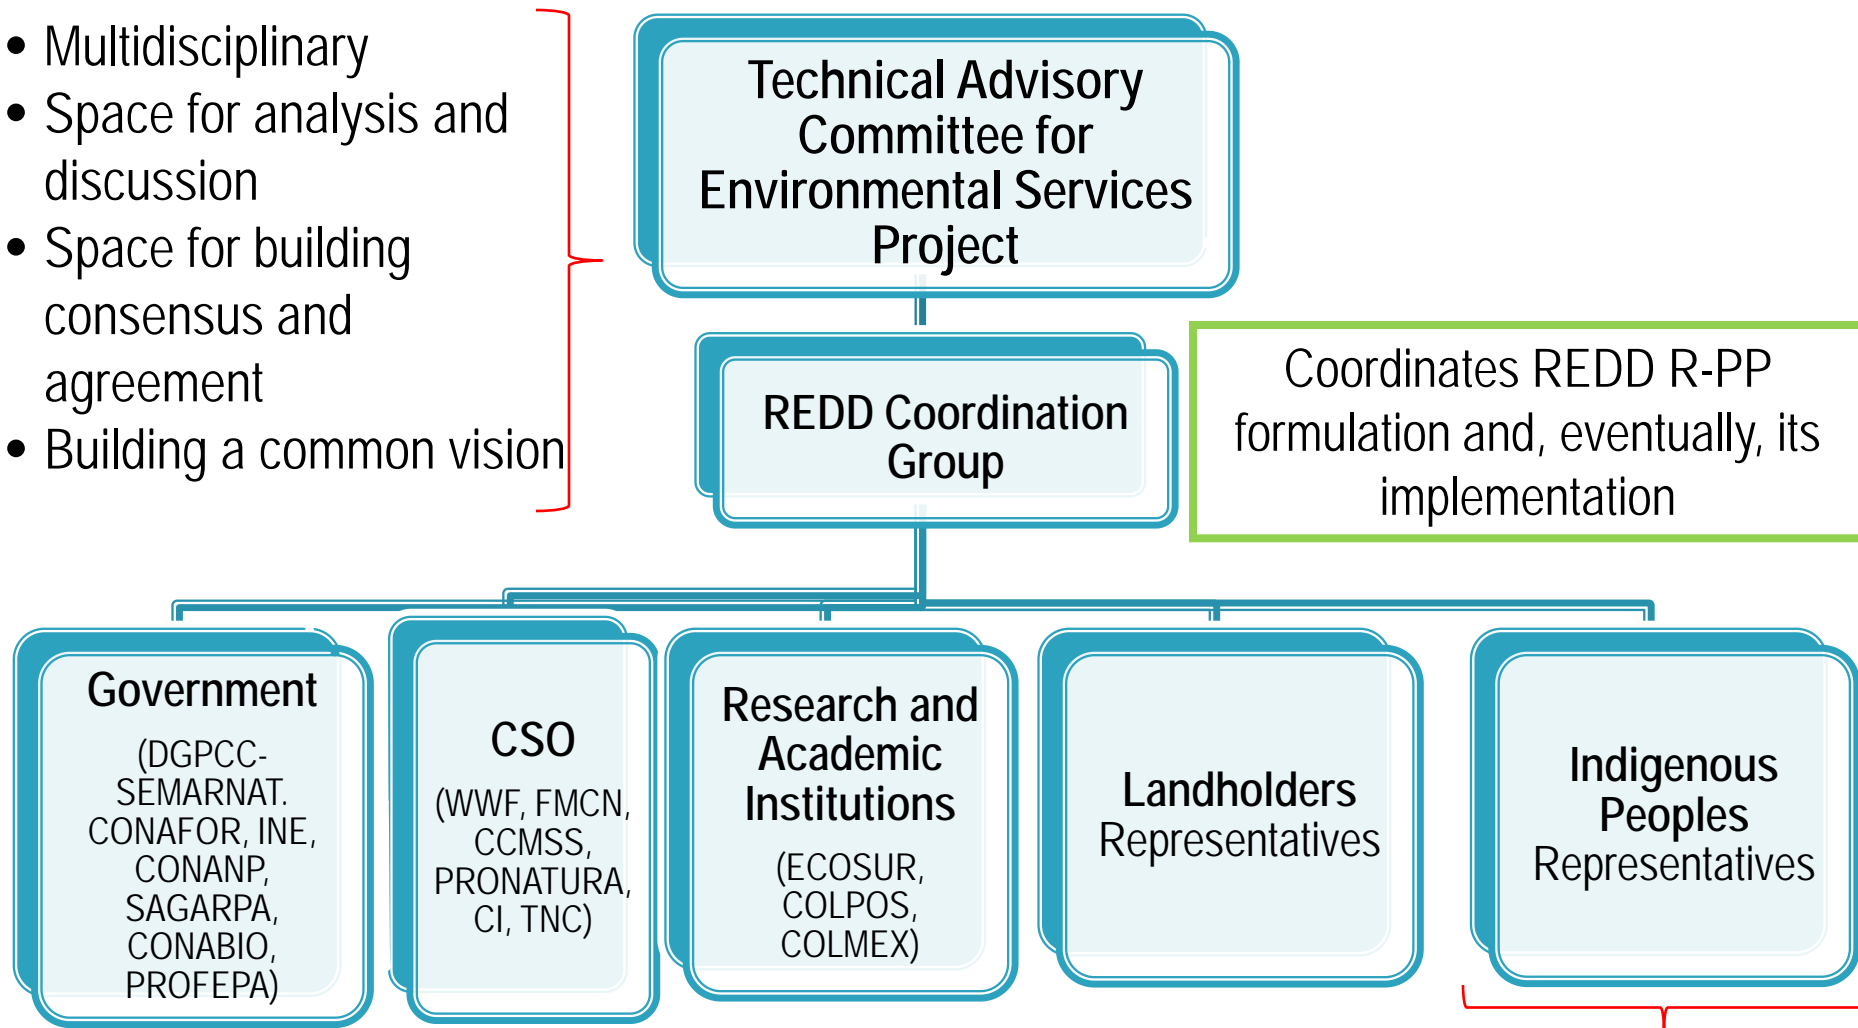 • Multidisciplinary
• Space for analysis and
discussion
• Space for building
consensus and
agreement
• Building a common vision
Technical Advisory
Committee for
Environmental Services
Project
REDD Coordination
Group
Coordinates REDD R-PP
formulation and, eventually, its
implementation
Government
(DGPCC-
SEMARNAT.
CONAFOR, INE,
CONANP,
SAGARPA,
CONABIO,
PROFEPA)
CSO
(WWF, FMCN,
CCMSS,
PRONATURA,
CI, TNC)
Research and
Academic
Institutions
(ECOSUR,
COLPOS,
COLMEX)
Landholders
Representatives
Indigenous
Peoples
Representatives